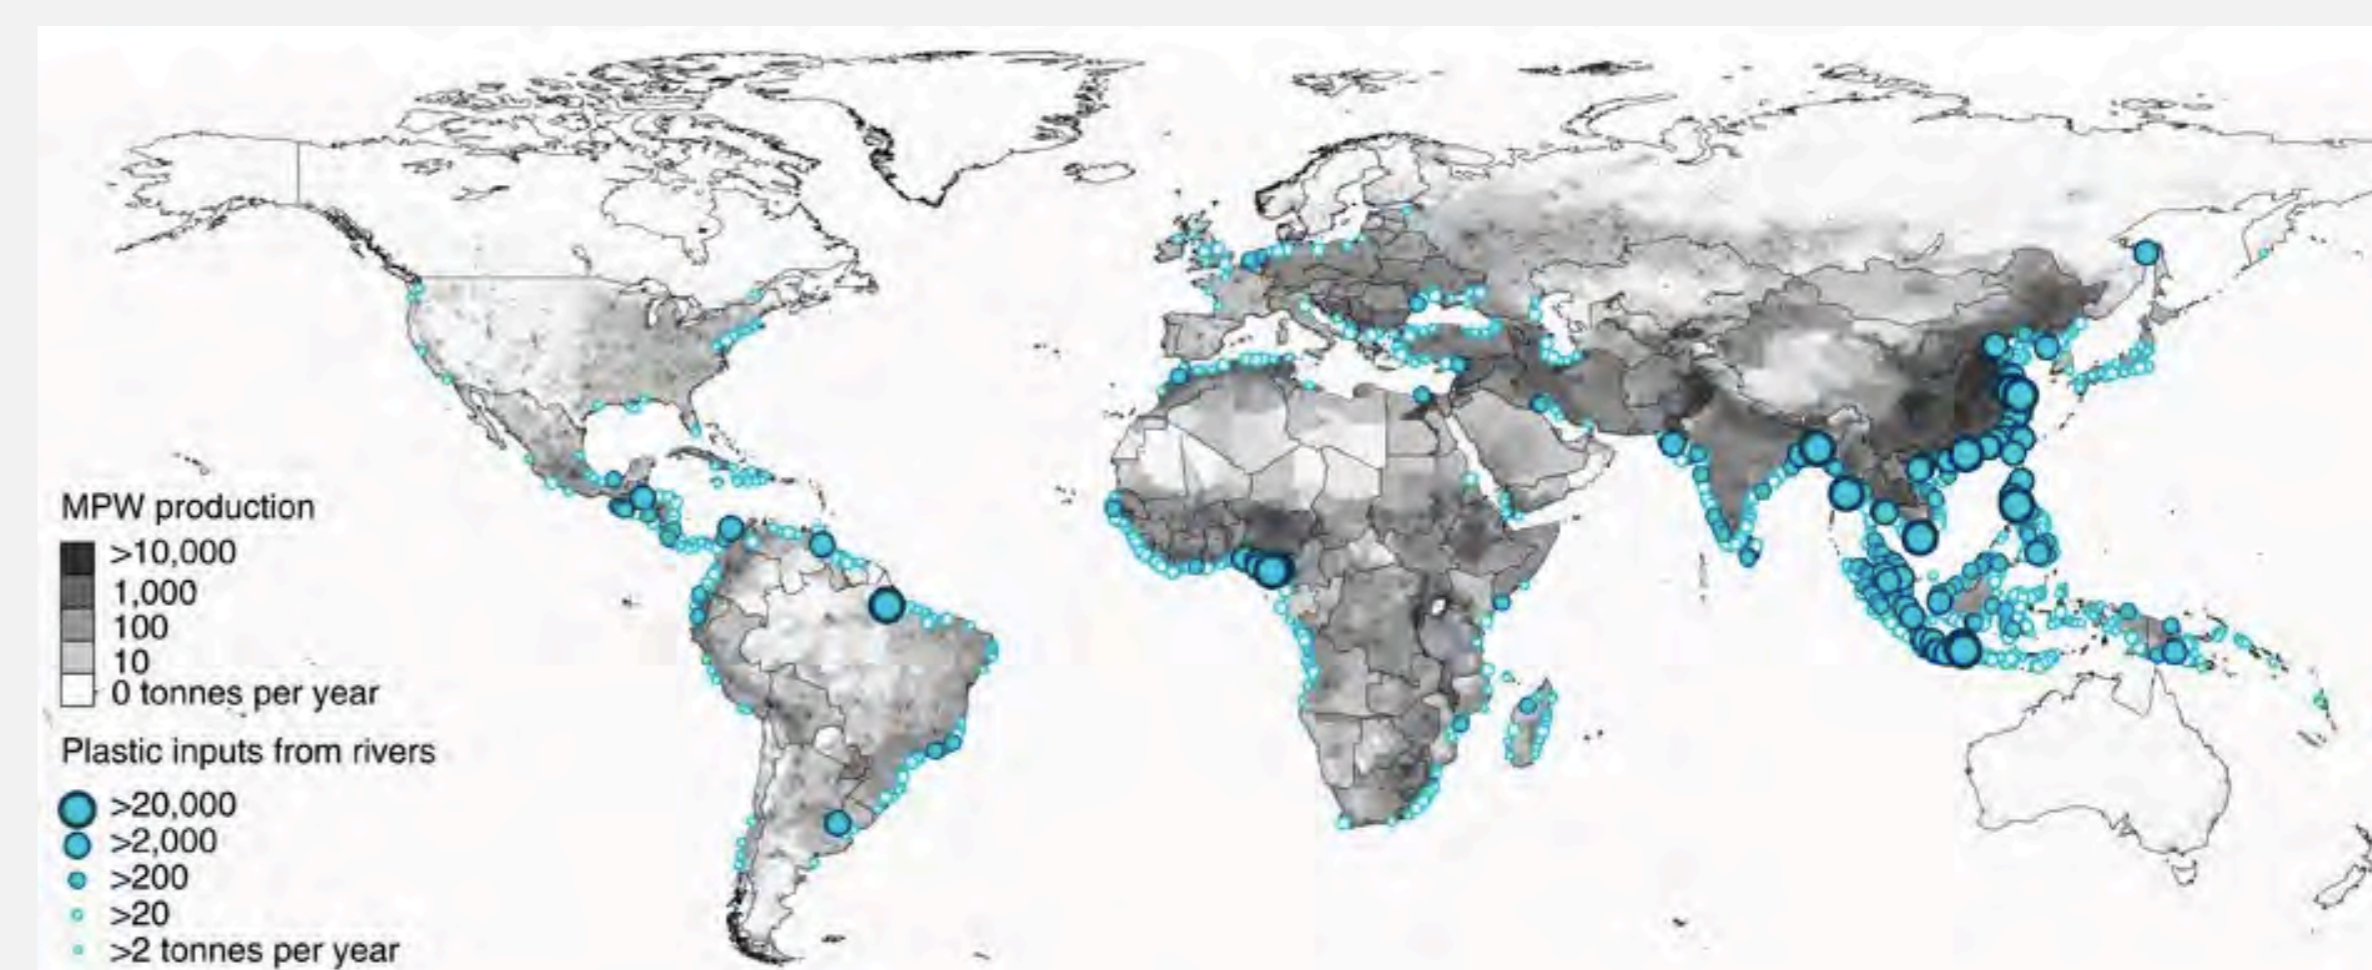 MPW production
>10,000
1,000
100
10
0 tonnes per year
Plastic inputs from rivers
>20,000
>2,000
>200
>20
>2 tonnes per year